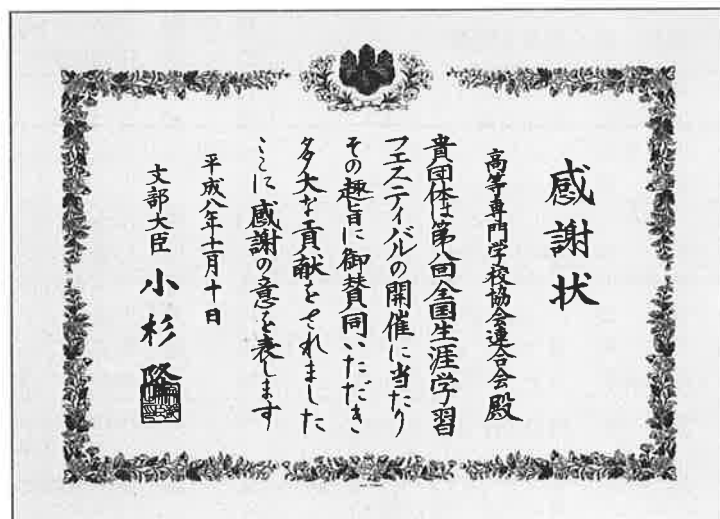 感謝状
高等専門学校協会連合会殿
貴団体は第八回全国生涯学習
フェスティバルの開催に当たり
その趣旨に御賛同いただき
多大な貢献をされました
ここに感謝の意を表します
平成八年十一月十日
文部大臣 小杉隆